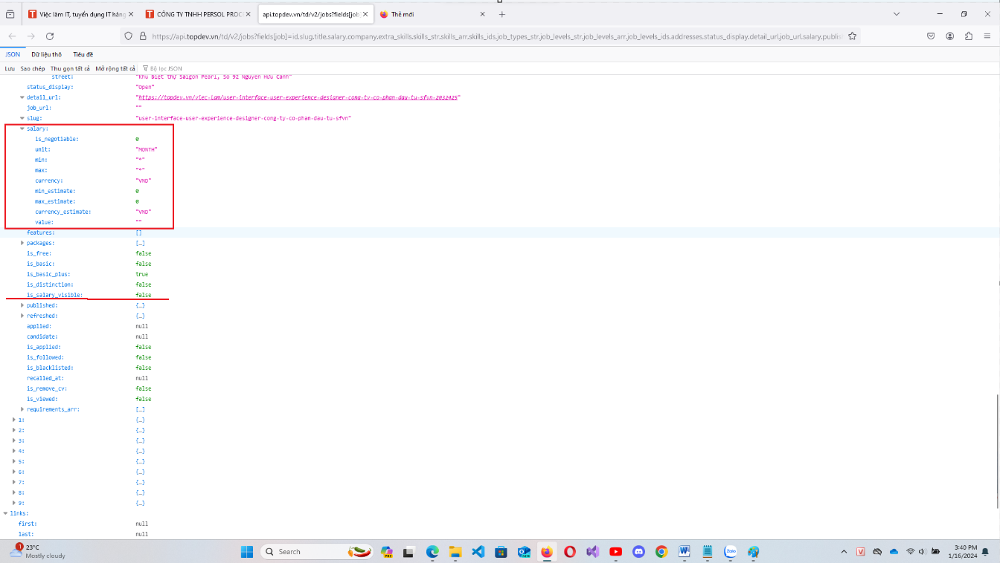 Việc làm IT, tuyển dụng IT hàng
CÔNG TY TNHH PERSOL PROC
api.topdev.vn/td/v2/jobs?fields[job]
Thẻ mới
https://api.topdev.vn/td/v2/jobs?fields[job]=id.slug.title.salary.company.extra_skills.skills_str.skills_arr.skills_ids.job_types_str.job_levels_str.job_levels_arr.job_levels_ids.addresses.status_display.detail_url.job_url.salary.publish
JSON Dữ liệu thô Tiêu đề
Lưu Sao chép Thu gọn tất cả Mở rộng tất cả Bộ lọc JSON
street: "Khu biệt thự Saigon Pearl, Số 92 Nguyễn Hữu Cảnh"
status_display: "Open"
detail_url: "https://topdev.vn/viec-lam/user-interface-user-experience-designer-cong-ty-co-phan-dau-tu-sfvn-2032425"
job_url: ""
slug: "user-interface-user-experience-designer-cong-ty-co-phan-dau-tu-sfvn"
salary:
is_negotiable: 0
unit: "MONTH"
min: "*"
max: "*"
currency: "VND"
min_estimate: 0
max_estimate: 0
currency_estimate: "VND"
value: ""
features: []
packages: […]
is_free: false
is_basic: false
is_basic_plus: true
is_distinction: false
is_salary_visible: false
published: {…}
refreshed: {…}
applied: null
candidate: null
is_applied: false
is_followed: false
is_blacklisted: false
recalled_at: null
is_remove_cv: false
is_viewed: false
requirements_arr: […]
1: {…}
2: {…}
3: {…}
4: {…}
5: {…}
6: {…}
7: {…}
8: {…}
9: {…}
links:
first: null
last: null
1
23°C
Mostly cloudy
Search
PRE
NEW
Zalo
3:40 PM
1/16/2024